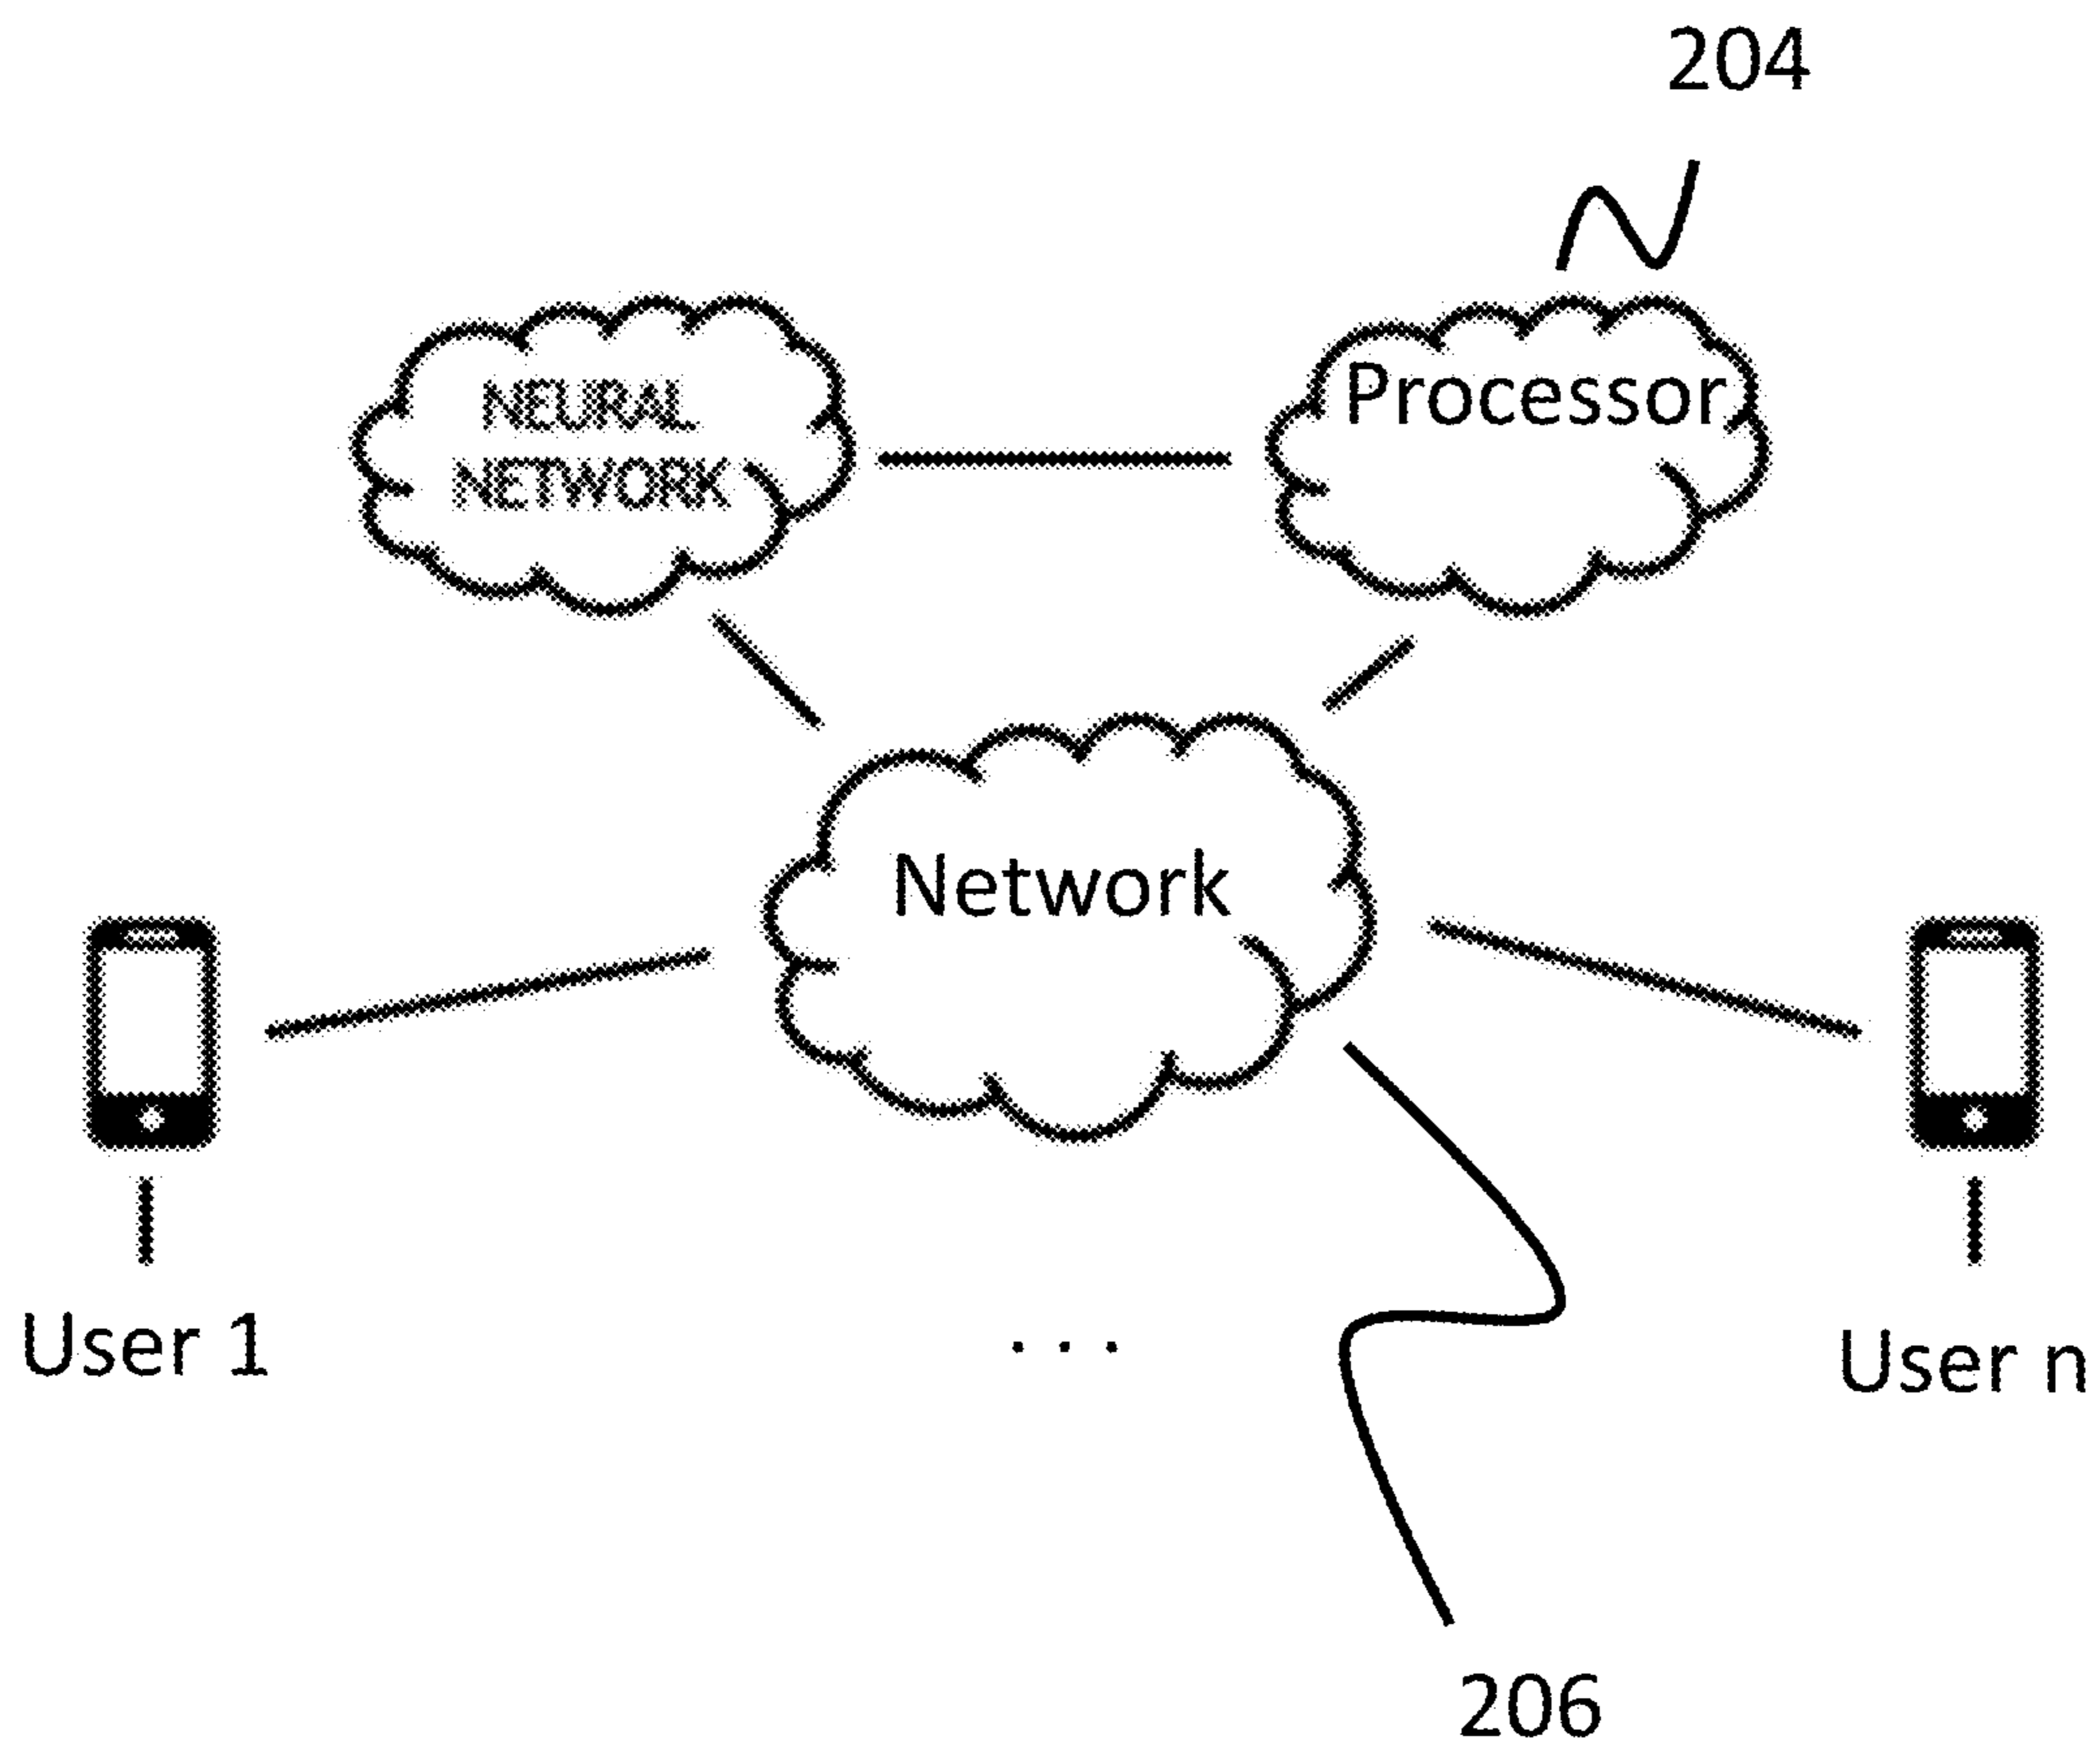 204
NEURAL
NETWORK
Processor
Network
User 1
. . .
User n
206